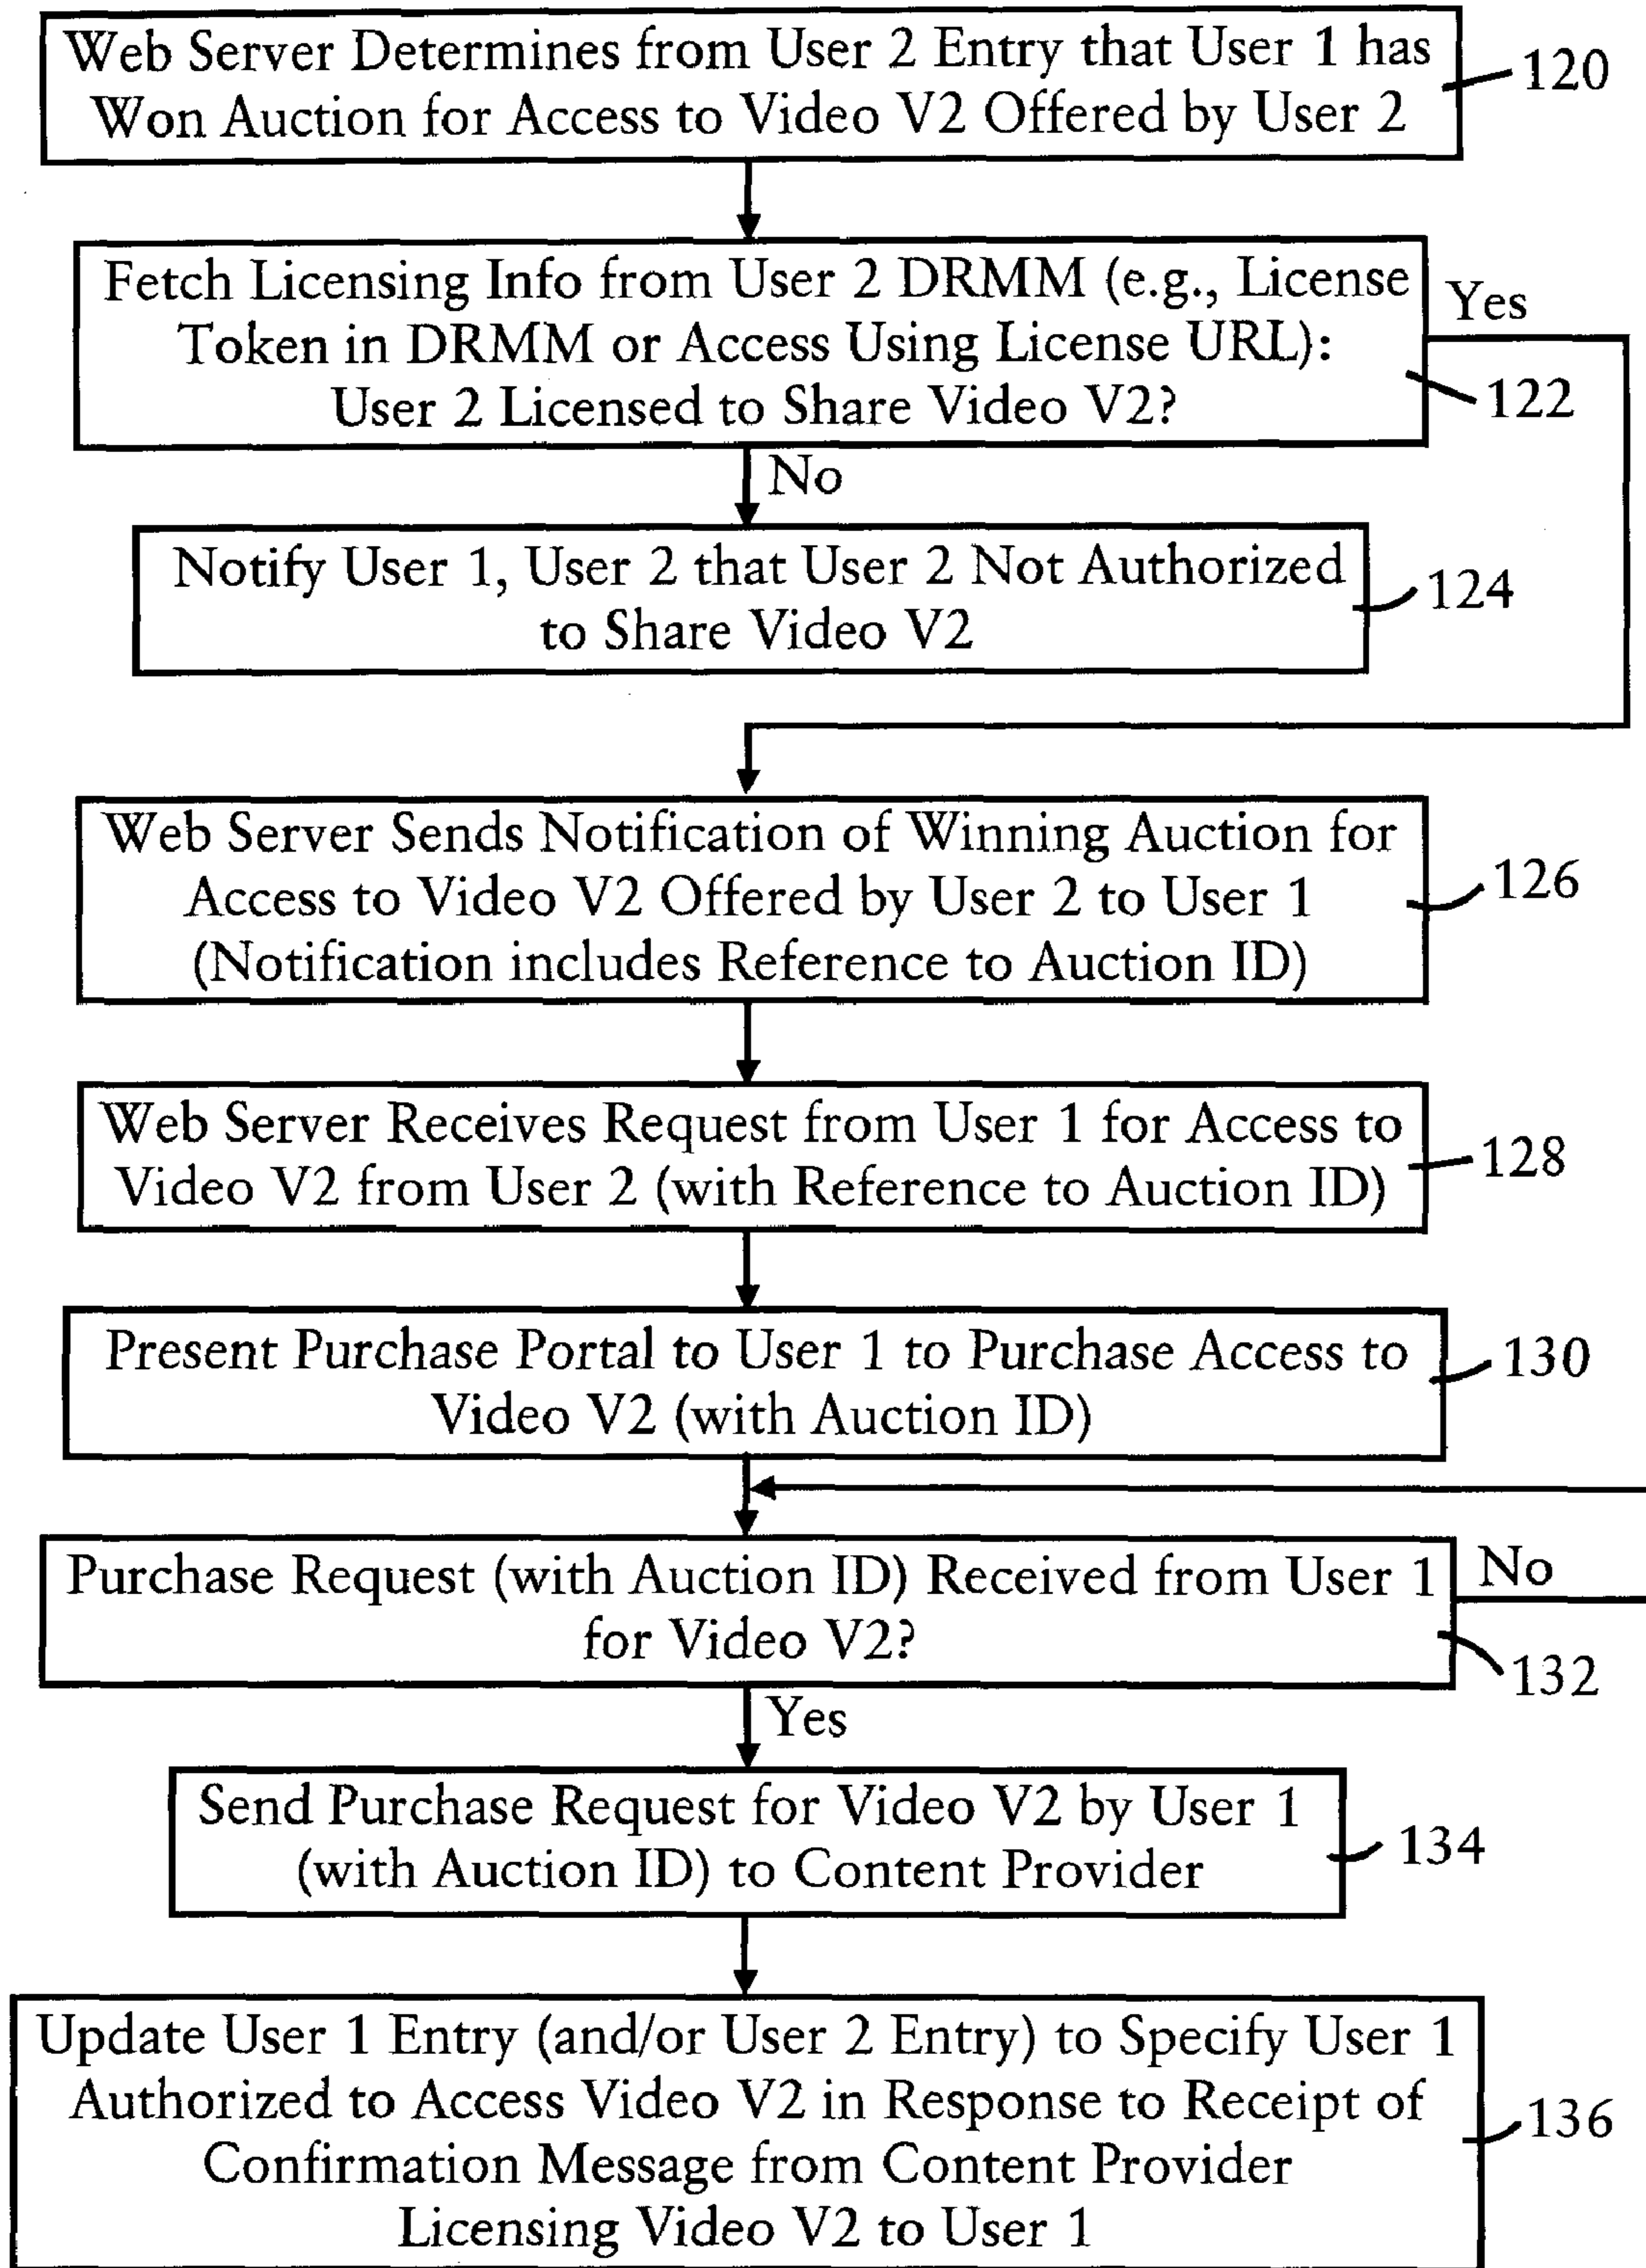 Web Server Determines from User 2 Entry that User 1 has
Won Auction for Access to Video V2 Offered by User 2
120
Fetch Licensing Info from User 2 DRMM (e.g., License
Token in DRMM or Access Using License URL):
User 2 Licensed to Share Video V2?
Yes
122
No
Notify User 1, User 2 that User 2 Not Authorized
to Share Video V2
124
Web Server Sends Notification of Winning Auction for
Access to Video V2 Offered by User 2 to User 1
(Notification includes Reference to Auction ID)
126
Web Server Receives Request from User 1 for Access to
Video V2 from User 2 (with Reference to Auction ID)
128
Present Purchase Portal to User 1 to Purchase Access to
Video V2 (with Auction ID)
130
Purchase Request (with Auction ID) Received from User 1
for Video V2?
No
132
Yes
Send Purchase Request for Video V2 by User 1
(with Auction ID) to Content Provider
134
Update User 1 Entry (and/or User 2 Entry) to Specify User 1
Authorized to Access Video V2 in Response to Receipt of
Confirmation Message from Content Provider
Licensing Video V2 to User 1
136